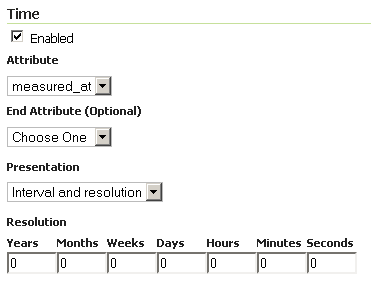 Time
Enabled
Attribute
measured_at
End Attribute (Optional)
Choose One
Presentation
Interval and resolution
Resolution
Years Months Weeks Days Hours Minutes Seconds
0 0 0 0 0 0 0